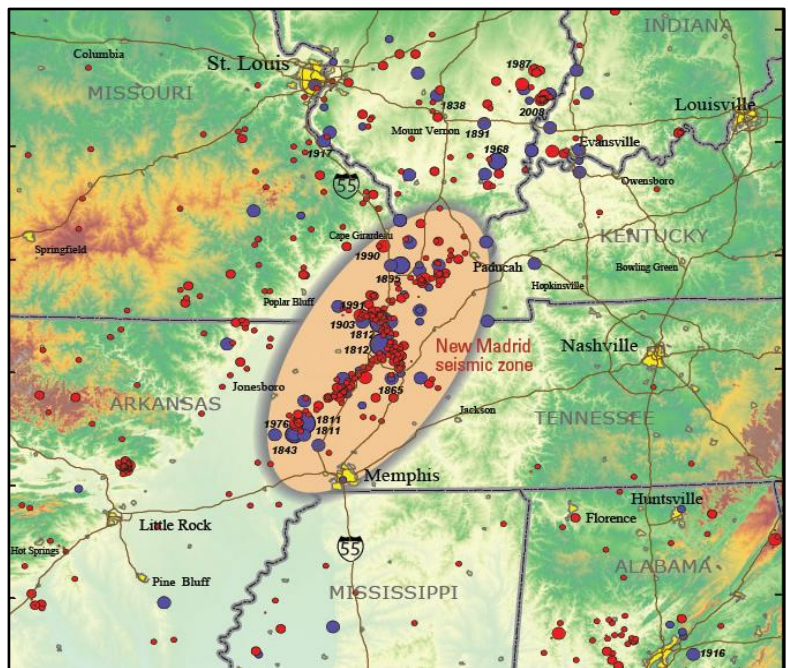 INDIANA
Columbia
St. Louis
1987
MISSOURI
1838
2008
Louisville
Mount Vernon
1891
1917
1968
Evansville
55
Owensboro
Cape Girardeau
KENTUCKY
Springfield
1990
Paducah
1895
Bowling Green
Hopkinsville
Poplar Bluff
1991
1903
1812
1812
New Madrid
seismic zone
Nashville
Jonesboro
1865
ARKANSAS
Jackson
TENNESSEE
1976
1811
1811
1843
Memphis
Huntsville
Little Rock
Florence
Hot Springs
55
ALABAMA
Pine Bluff
MISSISSIPPI
1916